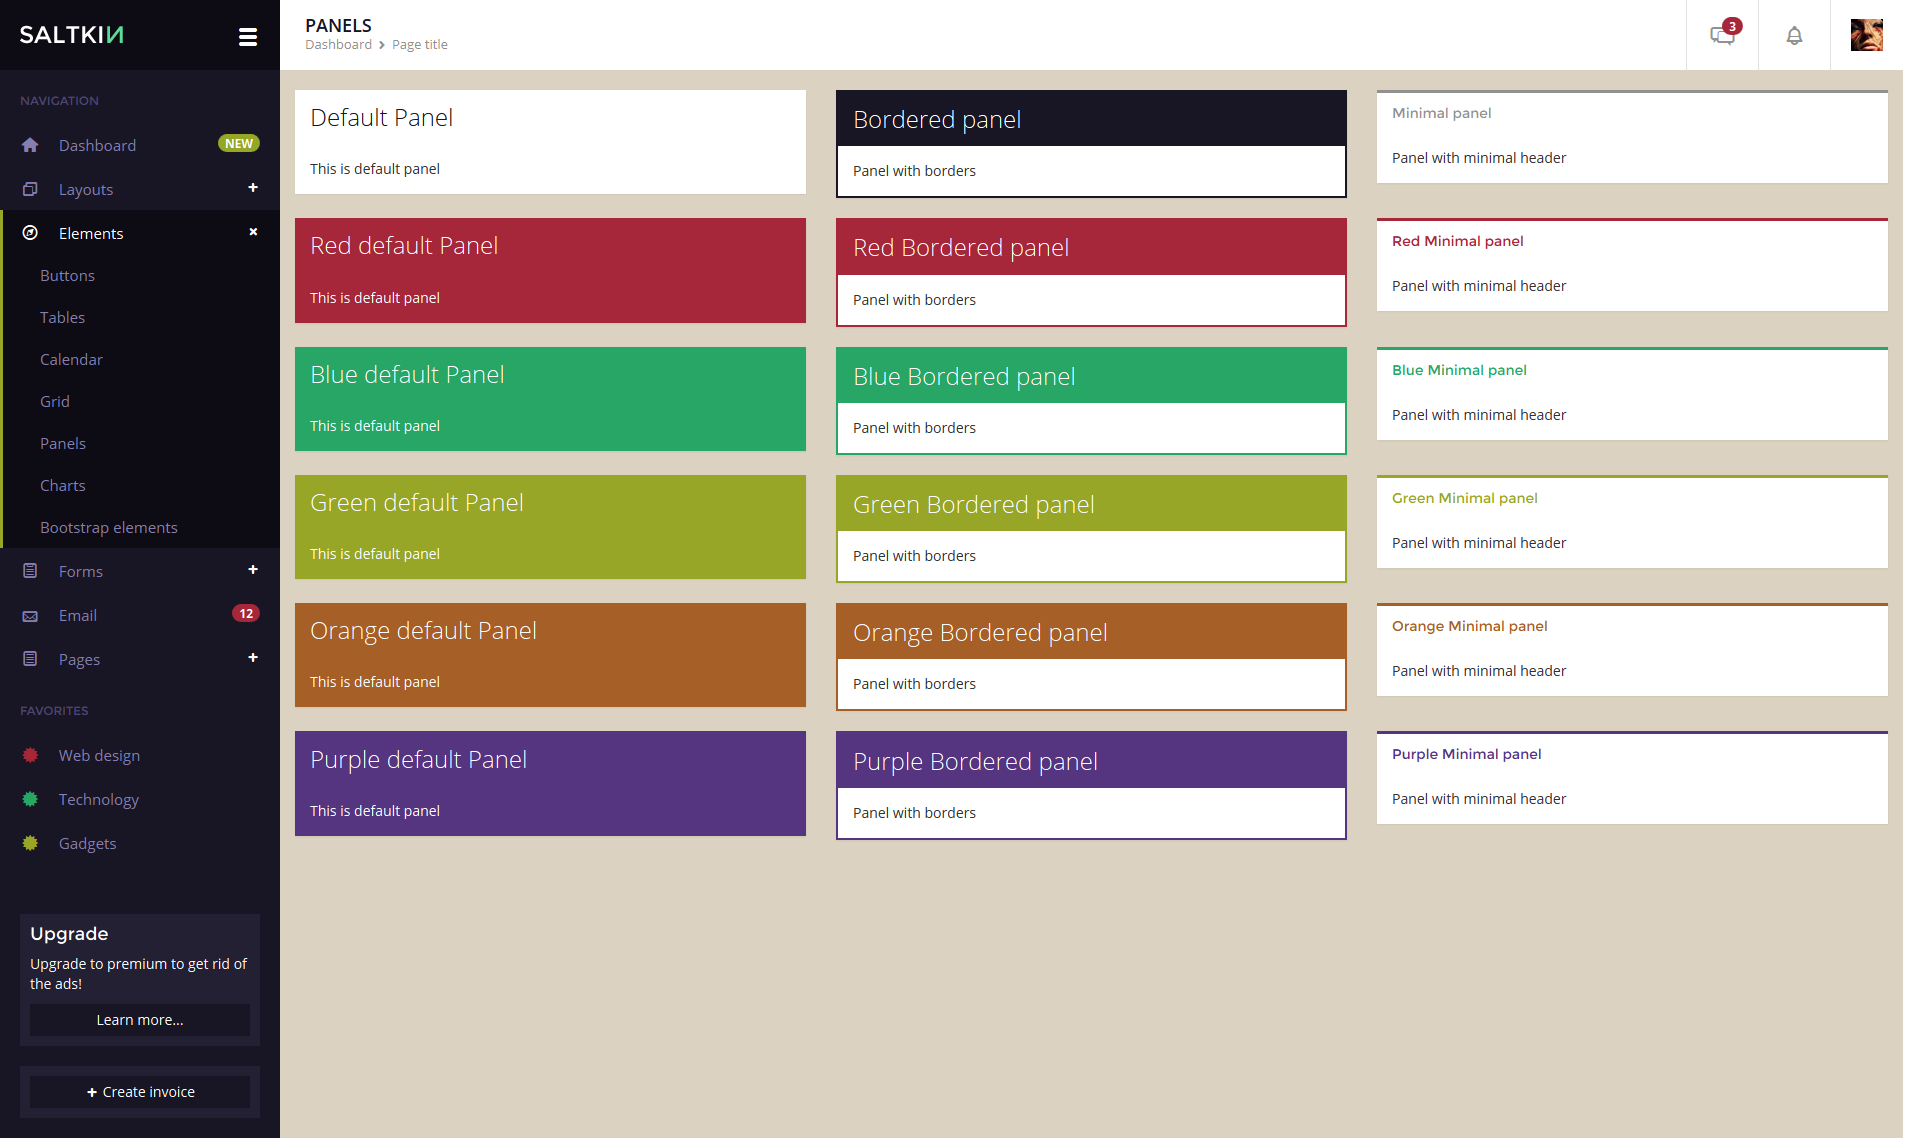 SALTKIN
PANELS
Dashboard
Page title
3
NAVIGATION
Dashboard
NEW
Layouts
Elements
Buttons
Tables
Calendar
Grid
Panels
Charts
Bootstrap elements
Forms
Email
12
Pages
FAVORITES
Web design
Technology
Gadgets
Upgrade
Upgrade to premium to get rid of
the ads!
Learn more...
Create invoice
Default Panel
This is default panel
Bordered panel
Panel with borders
Minimal panel
Panel with minimal header
Red default Panel
This is default panel
Red Bordered panel
Panel with borders
Red Minimal panel
Panel with minimal header
Blue default Panel
This is default panel
Blue Bordered panel
Panel with borders
Blue Minimal panel
Panel with minimal header
Green default Panel
This is default panel
Green Bordered panel
Panel with borders
Green Minimal panel
Panel with minimal header
Orange default Panel
This is default panel
Orange Bordered panel
Panel with borders
Orange Minimal panel
Panel with minimal header
Purple default Panel
This is default panel
Purple Bordered panel
Panel with borders
Purple Minimal panel
Panel with minimal header